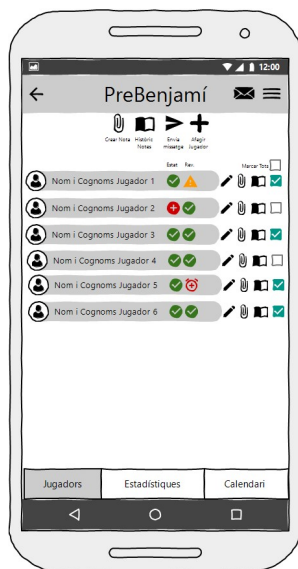 12:00
PreBenjamí
Crear Nota Històric Notes Envia missatge Afegir Jugador
Estat Ren. Marcar Tots
Nom i Cognoms Jugador 1
Nom i Cognoms Jugador 2
Nom i Cognoms Jugador 3
Nom i Cognoms Jugador 4
Nom i Cognoms Jugador 5
Nom i Cognoms Jugador 6
Jugadors Estadístiques Calendari